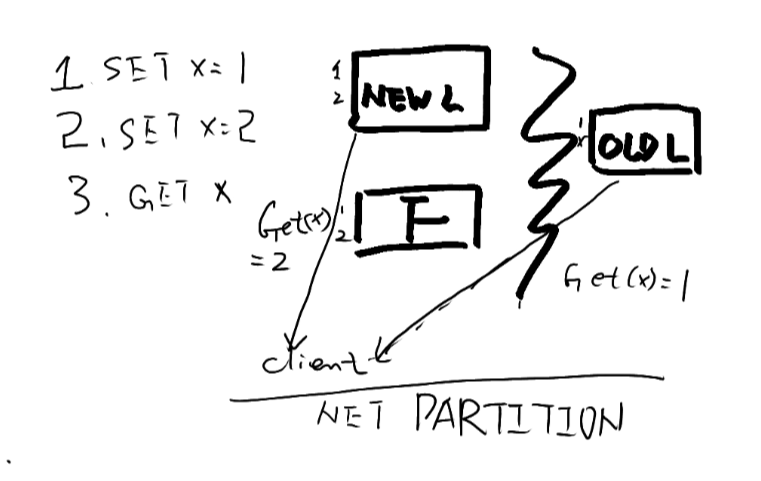 1. SET X=1
2. SET X=2
3. GET X
1
2
NEW L
1
OLD L
Get(x)
=2
1
2
F
Get(x)=1
client
NET PARTITION